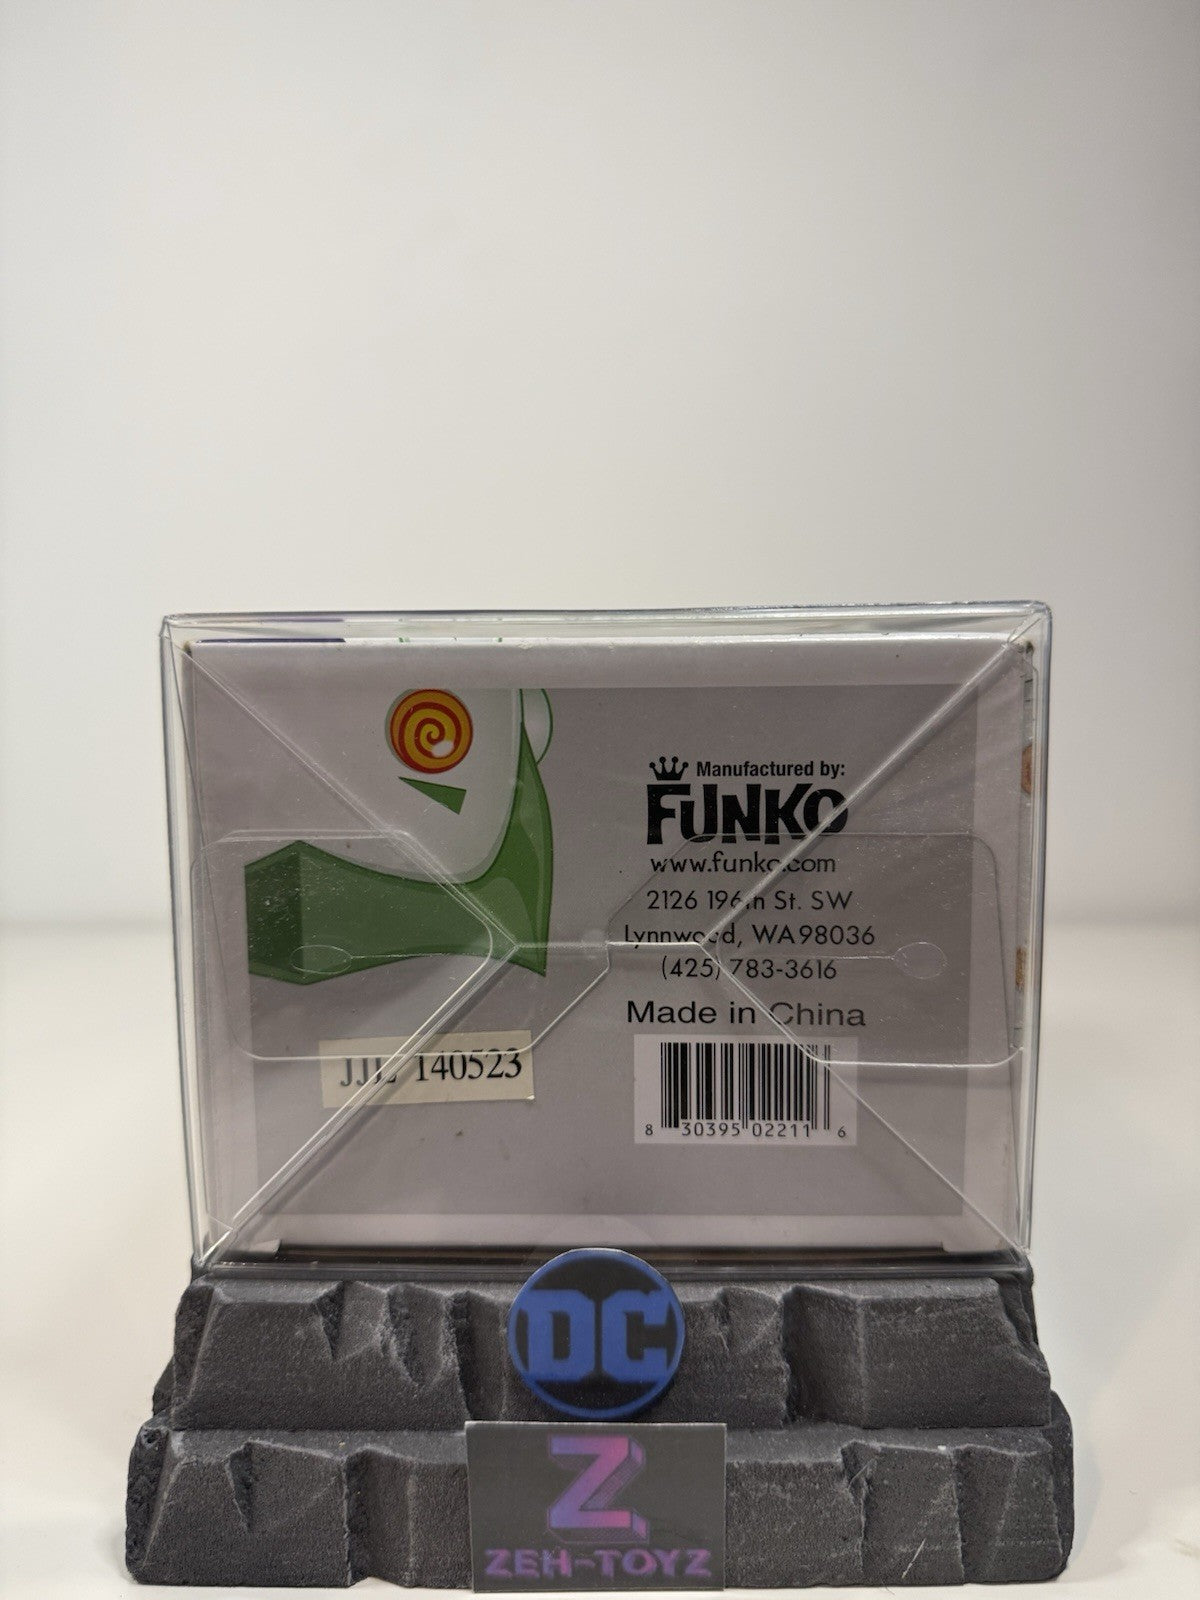 Manufactured by:
FUNKO
www.funko.com
2126 196th St. SW
Lynnwood, WA98036
(425) 783-3616
Made in China
JJL 140523
8 30395 02211 6
DC
Z
ZEH-TOYZ